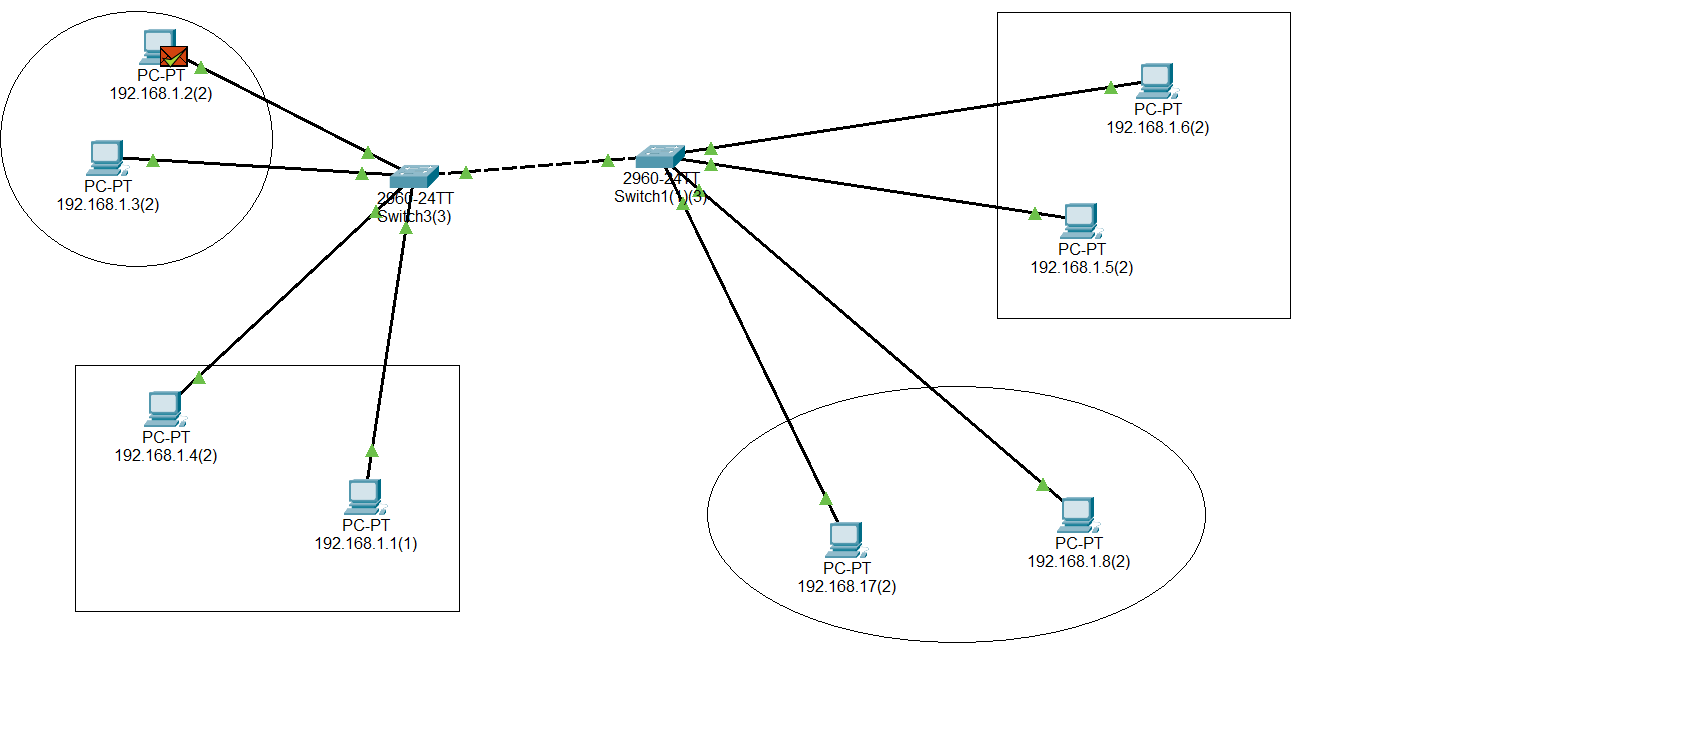 PC-PT
192.168.1.2(2)
PC-PT
192.168.1.3(2)
2960-24TT
Switch3(3)
2960-24TT
Switch1(1)(3)
PC-PT
192.168.1.6(2)
PC-PT
192.168.1.5(2)
PC-PT
192.168.1.4(2)
PC-PT
192.168.1.1(1)
PC-PT
192.168.17(2)
PC-PT
192.168.1.8(2)